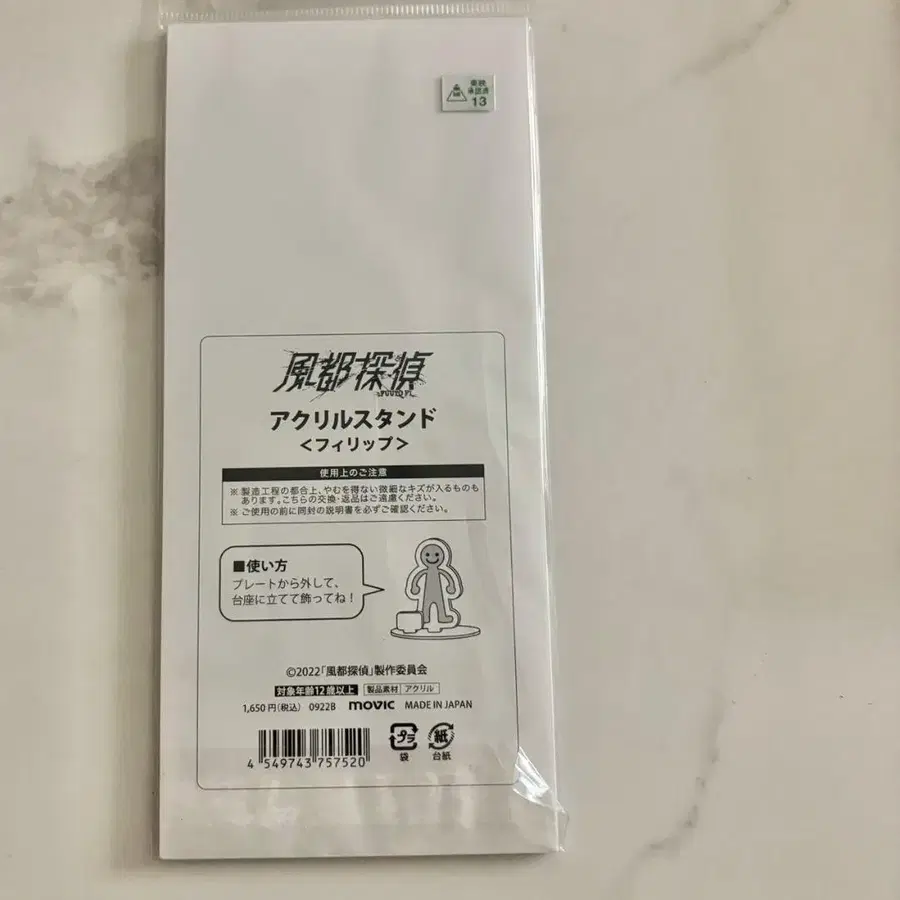 東映
承認済
13
風都探偵
FUUTO PI
アクリルスタンド
<フィリップ>
使用上のご注意
※製造工程の都合上、やむを得ない微細なキズが入るものも
あります。こちらの交換・返品はご遠慮ください。
※ご使用の前に同封の説明書を必ずご確認ください。
■使い方
プレートから外して、
台座に立てて飾ってね!
©2022「風都探偵」製作委員会
対象年齢12歳以上 製品素材 アクリル
1,650円(税込) 0922B movic MADE IN JAPAN
4 549743 757520
プラ 紙
袋 台紙